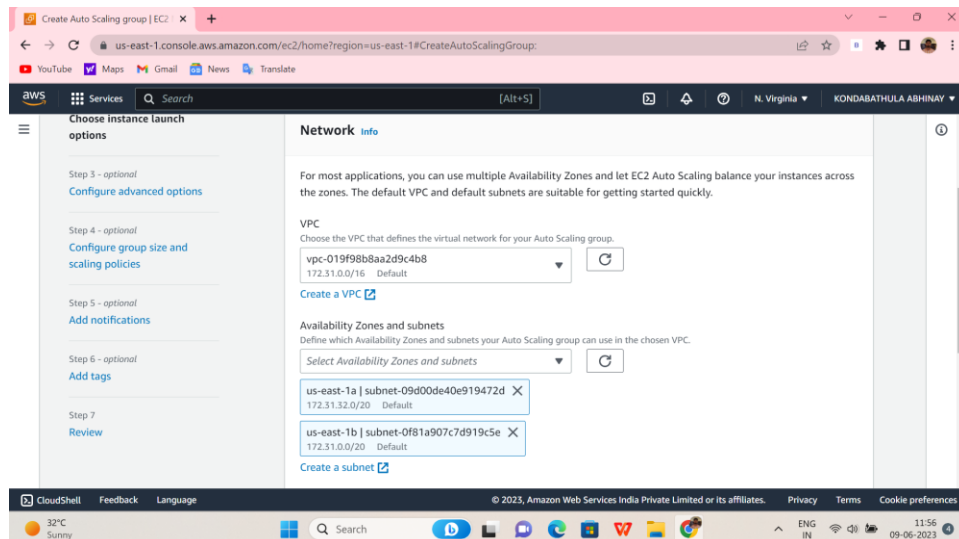 Create Auto Scaling group | EC2
us-east-1.console.aws.amazon.com/ec2/home?region=us-east-1#CreateAutoScalingGroup:
YouTube Maps Gmail News Translate
aws Services Search [Alt+S] N. Virginia KONDABATHULA ABHINAY
Choose instance launch
options
Step 3 - optional
Configure advanced options
Step 4 - optional
Configure group size and
scaling policies
Step 5 - optional
Add notifications
Step 6 - optional
Add tags
Step 7
Review
Network Info
For most applications, you can use multiple Availability Zones and let EC2 Auto Scaling balance your instances across
the zones. The default VPC and default subnets are suitable for getting started quickly.
VPC
Choose the VPC that defines the virtual network for your Auto Scaling group.
vpc-019f98b8aa2d9c4b8
172.31.0.0/16 Default
Create a VPC
Availability Zones and subnets
Define which Availability Zones and subnets your Auto Scaling group can use in the chosen VPC.
Select Availability Zones and subnets
us-east-1a | subnet-09d00de40e919472d
172.31.32.0/20 Default
us-east-1b | subnet-0f81a907c7d919c5e
172.31.0.0/20 Default
Create a subnet
CloudShell Feedback Language © 2023, Amazon Web Services India Private Limited or its affiliates. Privacy Terms Cookie preferences
32°C
Sunny
Search
ENG
IN
11:56
09-06-2023
4